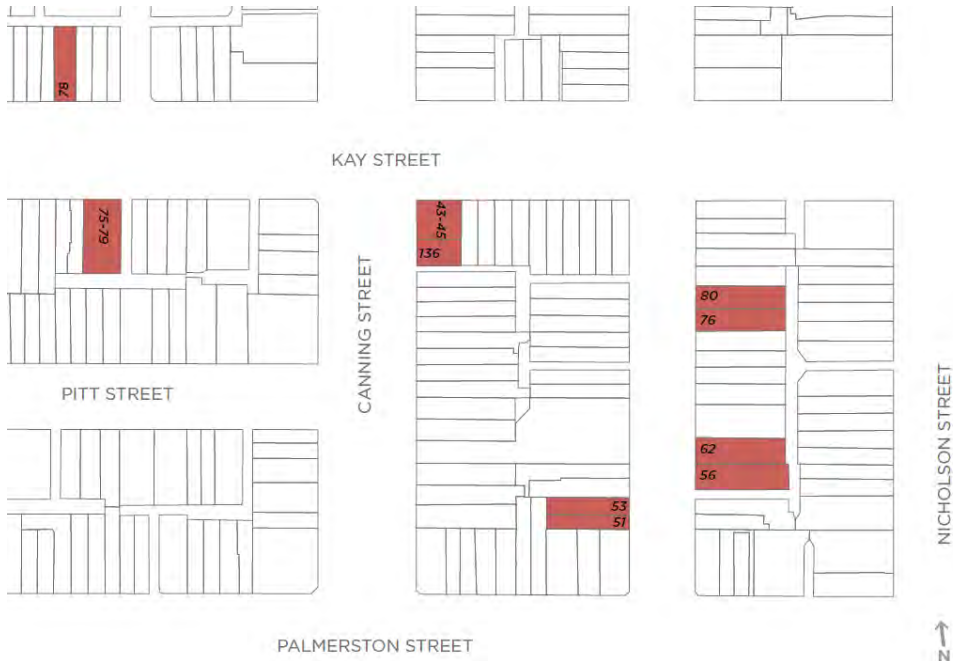 78
KAY STREET
75-79
43-45
136
CANNING STREET
80
76
PITT STREET
62
56
53
51
NICHOLSON STREET
PALMERSTON STREET
N